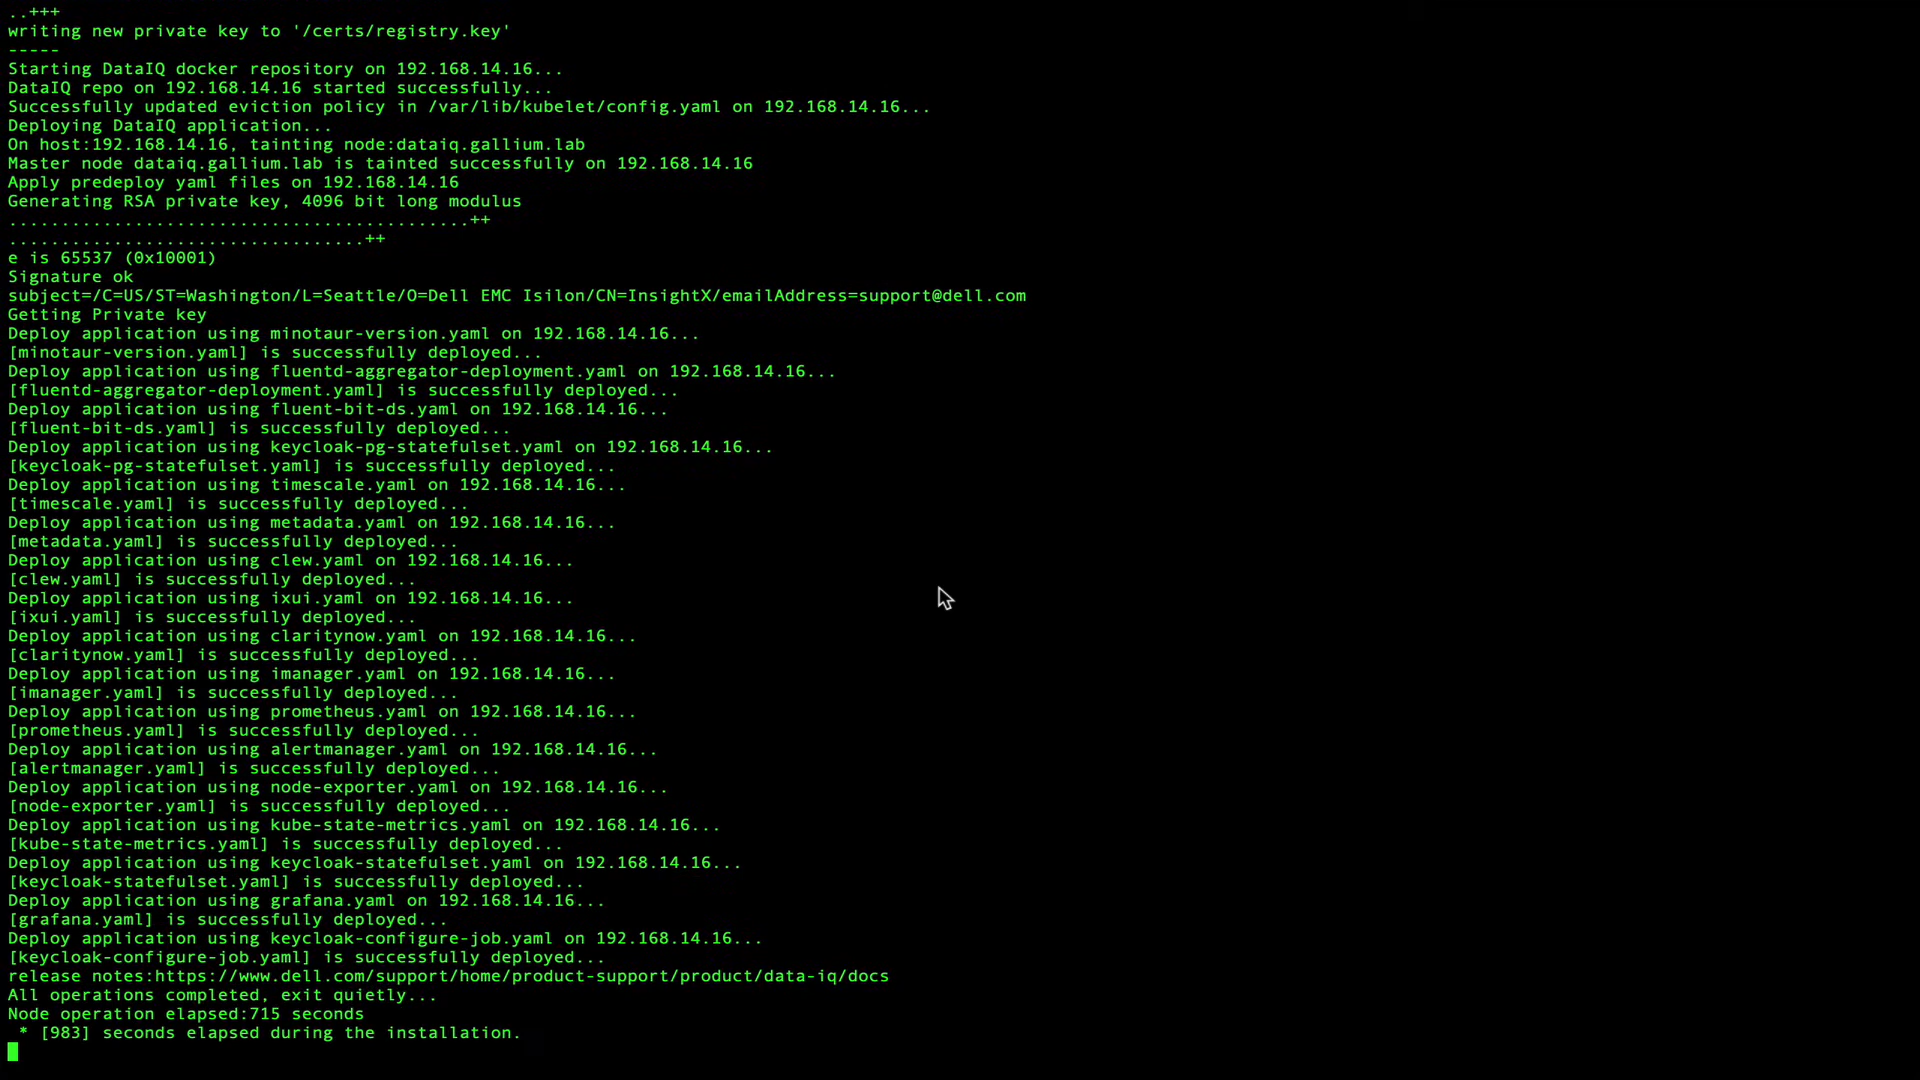 ..+++
writing new private key to '/certs/registry.key'
-----
Starting DataIQ docker repository on 192.168.14.16...
DataIQ repo on 192.168.14.16 started successfully...
Successfully updated eviction policy in /var/lib/kubelet/config.yaml on 192.168.14.16...
Deploying DataIQ application...
On host:192.168.14.16, tainting node:dataiq.gallium.lab
Master node dataiq.gallium.lab is tainted successfully on 192.168.14.16
Apply predeploy yaml files on 192.168.14.16
Generating RSA private key, 4096 bit long modulus
............................................++
..................................++
e is 65537 (0x10001)
Signature ok
subject=/C=US/ST=Washington/L=Seattle/O=Dell EMC Isilon/CN=InsightX/emailAddress=support@dell.com
Getting Private key
Deploy application using minotaur-version.yaml on 192.168.14.16...
[minotaur-version.yaml] is successfully deployed...
Deploy application using fluentd-aggregator-deployment.yaml on 192.168.14.16...
[fluentd-aggregator-deployment.yaml] is successfully deployed...
Deploy application using fluent-bit-ds.yaml on 192.168.14.16...
[fluent-bit-ds.yaml] is successfully deployed...
Deploy application using keycloak-pg-statefulset.yaml on 192.168.14.16...
[keycloak-pg-statefulset.yaml] is successfully deployed...
Deploy application using timescale.yaml on 192.168.14.16...
[timescale.yaml] is successfully deployed...
Deploy application using metadata.yaml on 192.168.14.16...
[metadata.yaml] is successfully deployed...
Deploy application using clew.yaml on 192.168.14.16...
[clew.yaml] is successfully deployed...
Deploy application using ixui.yaml on 192.168.14.16...
[ixui.yaml] is successfully deployed...
Deploy application using claritynow.yaml on 192.168.14.16...
[claritynow.yaml] is successfully deployed...
Deploy application using imanager.yaml on 192.168.14.16...
[imanager.yaml] is successfully deployed...
Deploy application using prometheus.yaml on 192.168.14.16...
[prometheus.yaml] is successfully deployed...
Deploy application using alertmanager.yaml on 192.168.14.16...
[alertmanager.yaml] is successfully deployed...
Deploy application using node-exporter.yaml on 192.168.14.16...
[node-exporter.yaml] is successfully deployed...
Deploy application using kube-state-metrics.yaml on 192.168.14.16...
[kube-state-metrics.yaml] is successfully deployed...
Deploy application using keycloak-statefulset.yaml on 192.168.14.16...
[keycloak-statefulset.yaml] is successfully deployed...
Deploy application using grafana.yaml on 192.168.14.16...
[grafana.yaml] is successfully deployed...
Deploy application using keycloak-configure-job.yaml on 192.168.14.16...
[keycloak-configure-job.yaml] is successfully deployed...
release notes:https://www.dell.com/support/home/product-support/product/data-iq/docs
All operations completed, exit quietly...
Node operation elapsed:715 seconds
 * [983] seconds elapsed during the installation.